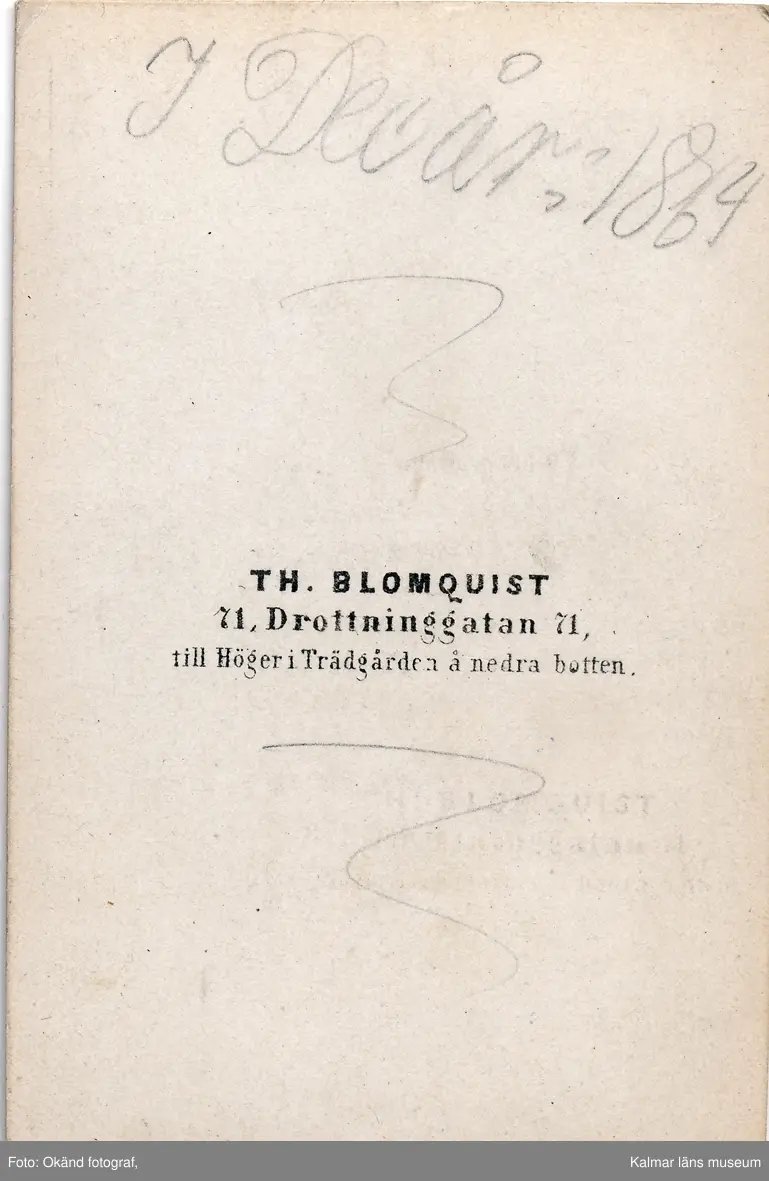 I Dec år: 1864
TH. BLOMQUIST
71, Drottninggatan 71,
till Höger i Trädgården å nedra botten.
Foto: Okänd fotograf,
Kalmar läns museum